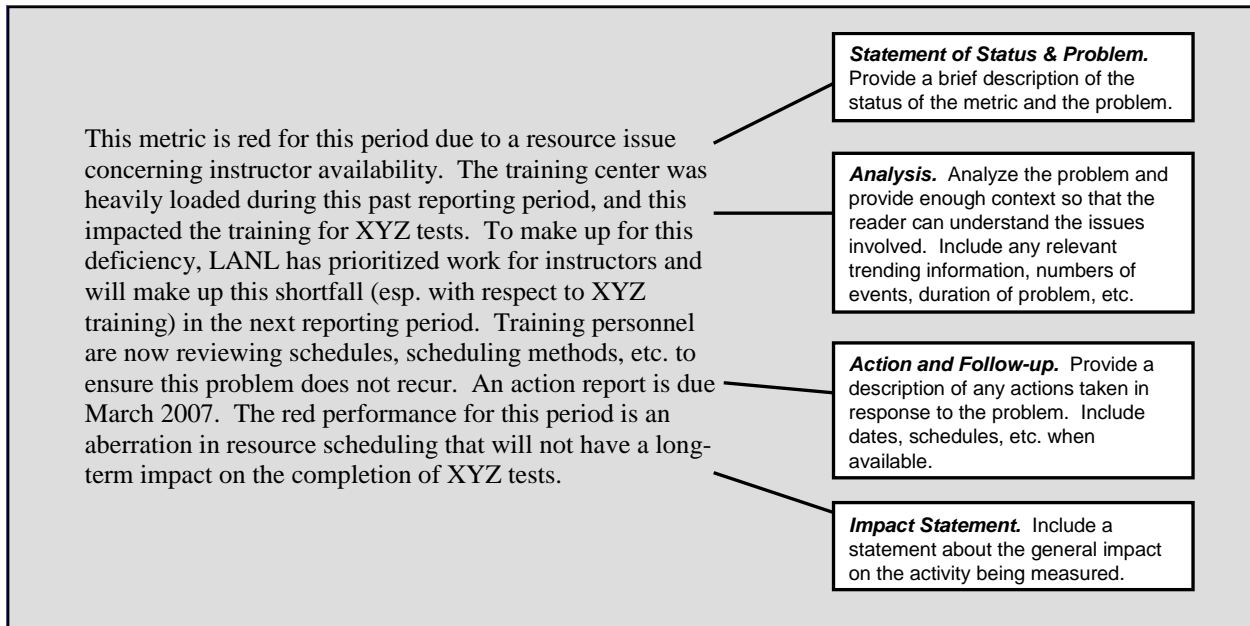 This metric is red for this period due to a resource issue
concerning instructor availability.  The training center was
heavily loaded during this past reporting period, and this
impacted the training for XYZ tests.  To make up for this
deficiency, LANL has prioritized work for instructors and
will make up this shortfall (esp. with respect to XYZ
training) in the next reporting period.  Training personnel
are now reviewing schedules, scheduling methods, etc. to
ensure this problem does not recur.  An action report is due
March 2007.  The red performance for this period is an
aberration in resource scheduling that will not have a long-
term impact on the completion of XYZ tests.
Statement of Status & Problem.
Provide a brief description of the
status of the metric and the problem.
Analysis.  Analyze the problem and
provide enough context so that the
reader can understand the issues
involved.  Include any relevant
trending information, numbers of
events, duration of problem, etc.
Action and Follow-up.  Provide a
description of any actions taken in
response to the problem.  Include
dates, schedules, etc. when
available.
Impact Statement.  Include a
statement about the general impact
on the activity being measured.